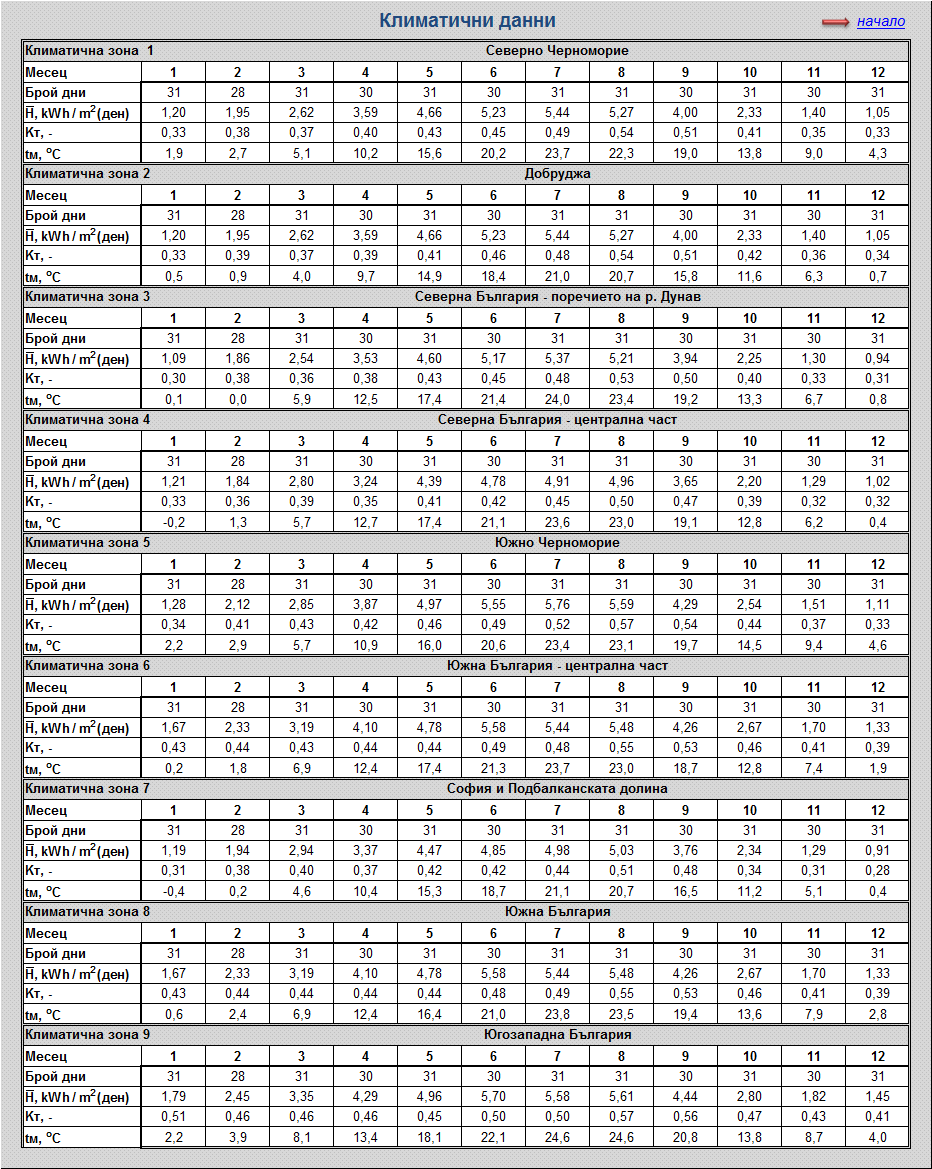 Климатични данни
начало
Климатична зона 1 Северно Черноморие
Месец 1 2 3 4 5 6 7 8 9 10 11 12
Брой дни 31 28 31 30 31 30 31 31 30 31 30 31
H̅, kWh / m²(ден) 1,20 1,95 2,62 3,59 4,66 5,23 5,44 5,27 4,00 2,33 1,40 1,05
Kт, - 0,33 0,38 0,37 0,40 0,43 0,45 0,49 0,54 0,51 0,41 0,35 0,33
tм, °C 1,9 2,7 5,1 10,2 15,6 20,2 23,7 22,3 19,0 13,8 9,0 4,3
Климатична зона 2 Добруджа
Месец 1 2 3 4 5 6 7 8 9 10 11 12
Брой дни 31 28 31 30 31 30 31 31 30 31 30 31
H̅, kWh / m²(ден) 1,20 1,95 2,62 3,59 4,66 5,23 5,44 5,27 4,00 2,33 1,40 1,05
Kт, - 0,33 0,39 0,37 0,39 0,41 0,46 0,48 0,54 0,51 0,42 0,36 0,34
tм, °C 0,5 0,9 4,0 9,7 14,9 18,4 21,0 20,7 15,8 11,6 6,3 0,7
Климатична зона 3 Северна България - поречието на р. Дунав
Месец 1 2 3 4 5 6 7 8 9 10 11 12
Брой дни 31 28 31 30 31 30 31 31 30 31 30 31
H̅, kWh / m²(ден) 1,09 1,86 2,54 3,53 4,60 5,17 5,37 5,21 3,94 2,25 1,30 0,94
Kт, - 0,30 0,38 0,36 0,38 0,43 0,45 0,48 0,53 0,50 0,40 0,33 0,31
tм, °C 0,1 0,0 5,9 12,5 17,4 21,4 24,0 23,4 19,2 13,3 6,7 0,8
Климатична зона 4 Северна България - централна част
Месец 1 2 3 4 5 6 7 8 9 10 11 12
Брой дни 31 28 31 30 31 30 31 31 30 31 30 31
H̅, kWh / m²(ден) 1,21 1,84 2,80 3,24 4,39 4,78 4,91 4,96 3,65 2,20 1,29 1,02
Kт, - 0,33 0,36 0,39 0,35 0,41 0,42 0,45 0,50 0,47 0,39 0,32 0,32
tм, °C -0,2 1,3 5,7 12,7 17,4 21,1 23,6 23,0 19,1 12,8 6,2 0,4
Климатична зона 5 Южно Черноморие
Месец 1 2 3 4 5 6 7 8 9 10 11 12
Брой дни 31 28 31 30 31 30 31 31 30 31 30 31
H̅, kWh / m²(ден) 1,28 2,12 2,85 3,87 4,97 5,55 5,76 5,59 4,29 2,54 1,51 1,11
Kт, - 0,34 0,41 0,43 0,42 0,46 0,49 0,52 0,57 0,54 0,44 0,37 0,33
tм, °C 2,2 2,9 5,7 10,9 16,0 20,6 23,4 23,1 19,7 14,5 9,4 4,6
Климатична зона 6 Южна България - централна част
Месец 1 2 3 4 5 6 7 8 9 10 11 12
Брой дни 31 28 31 30 31 30 31 31 30 31 30 31
H̅, kWh / m²(ден) 1,67 2,33 3,19 4,10 4,78 5,58 5,44 5,48 4,26 2,67 1,70 1,33
Kт, - 0,43 0,44 0,43 0,44 0,44 0,49 0,48 0,55 0,53 0,46 0,41 0,39
tм, °C 0,2 1,8 6,9 12,4 17,4 21,3 23,7 23,0 18,7 12,8 7,4 1,9
Климатична зона 7 София и Подбалканската долина
Месец 1 2 3 4 5 6 7 8 9 10 11 12
Брой дни 31 28 31 30 31 30 31 31 30 31 30 31
H̅, kWh / m²(ден) 1,19 1,94 2,94 3,37 4,47 4,85 4,98 5,03 3,76 2,34 1,29 0,91
Kт, - 0,31 0,38 0,40 0,37 0,42 0,42 0,44 0,51 0,48 0,34 0,31 0,28
tм, °C -0,4 0,2 4,6 10,4 15,3 18,7 21,1 20,7 16,5 11,2 5,1 0,4
Климатична зона 8 Южна България
Месец 1 2 3 4 5 6 7 8 9 10 11 12
Брой дни 31 28 31 30 31 30 31 31 30 31 30 31
H̅, kWh / m²(ден) 1,67 2,33 3,19 4,10 4,78 5,58 5,44 5,48 4,26 2,67 1,70 1,33
Kт, - 0,43 0,44 0,44 0,44 0,44 0,48 0,49 0,55 0,53 0,46 0,41 0,39
tм, °C 0,6 2,4 6,9 12,4 16,4 21,0 23,8 23,5 19,4 13,6 7,9 2,8
Климатична зона 9 Югозападна България
Месец 1 2 3 4 5 6 7 8 9 10 11 12
Брой дни 31 28 31 30 31 30 31 31 30 31 30 31
H̅, kWh / m²(ден) 1,79 2,45 3,35 4,29 4,96 5,70 5,58 5,61 4,44 2,80 1,82 1,45
Kт, - 0,51 0,46 0,46 0,46 0,45 0,50 0,50 0,57 0,56 0,47 0,43 0,41
tм, °C 2,2 3,9 8,1 13,4 18,1 22,1 24,6 24,6 20,8 13,8 8,7 4,0